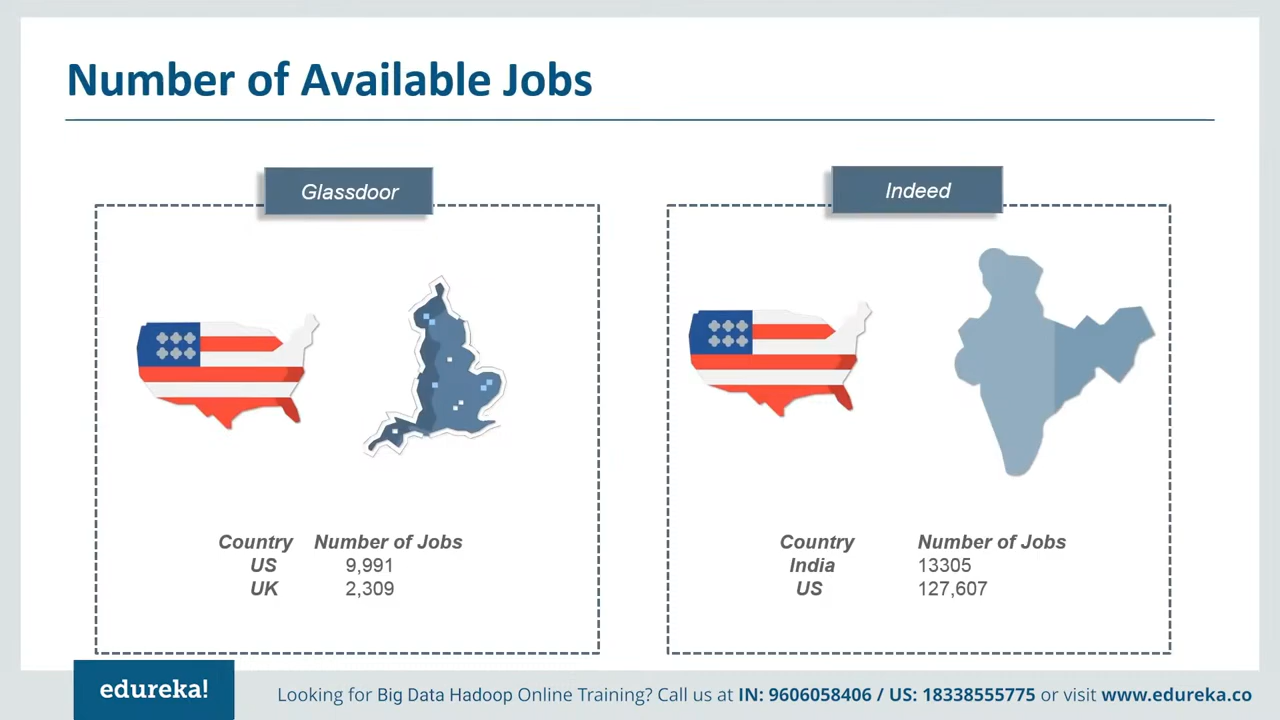 Number of Available Jobs
Glassdoor
Country Number of Jobs
US 9,991
UK 2,309
Indeed
Country Number of Jobs
India 13305
US 127,607
edureka!
Looking for Big Data Hadoop Online Training? Call us at IN: 9606058406 / US: 18338555775 or visit www.edureka.co